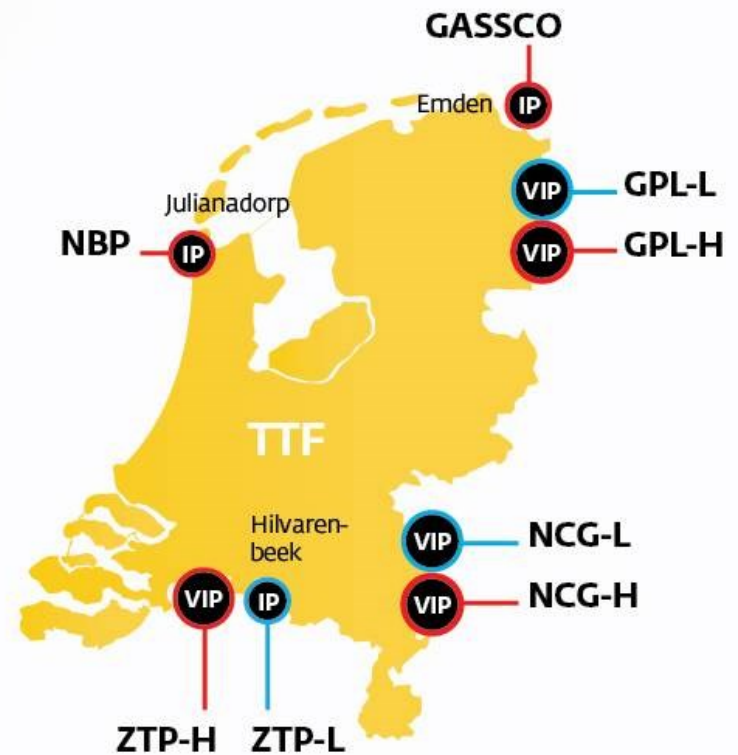 GASSCO
Emden IP
VIP GPL-L
Julianadorp
NBP IP
VIP GPL-H
TTF
Hilvaren-
beek
VIP NCG-L
VIP IP
VIP NCG-H
ZTP-H ZTP-L